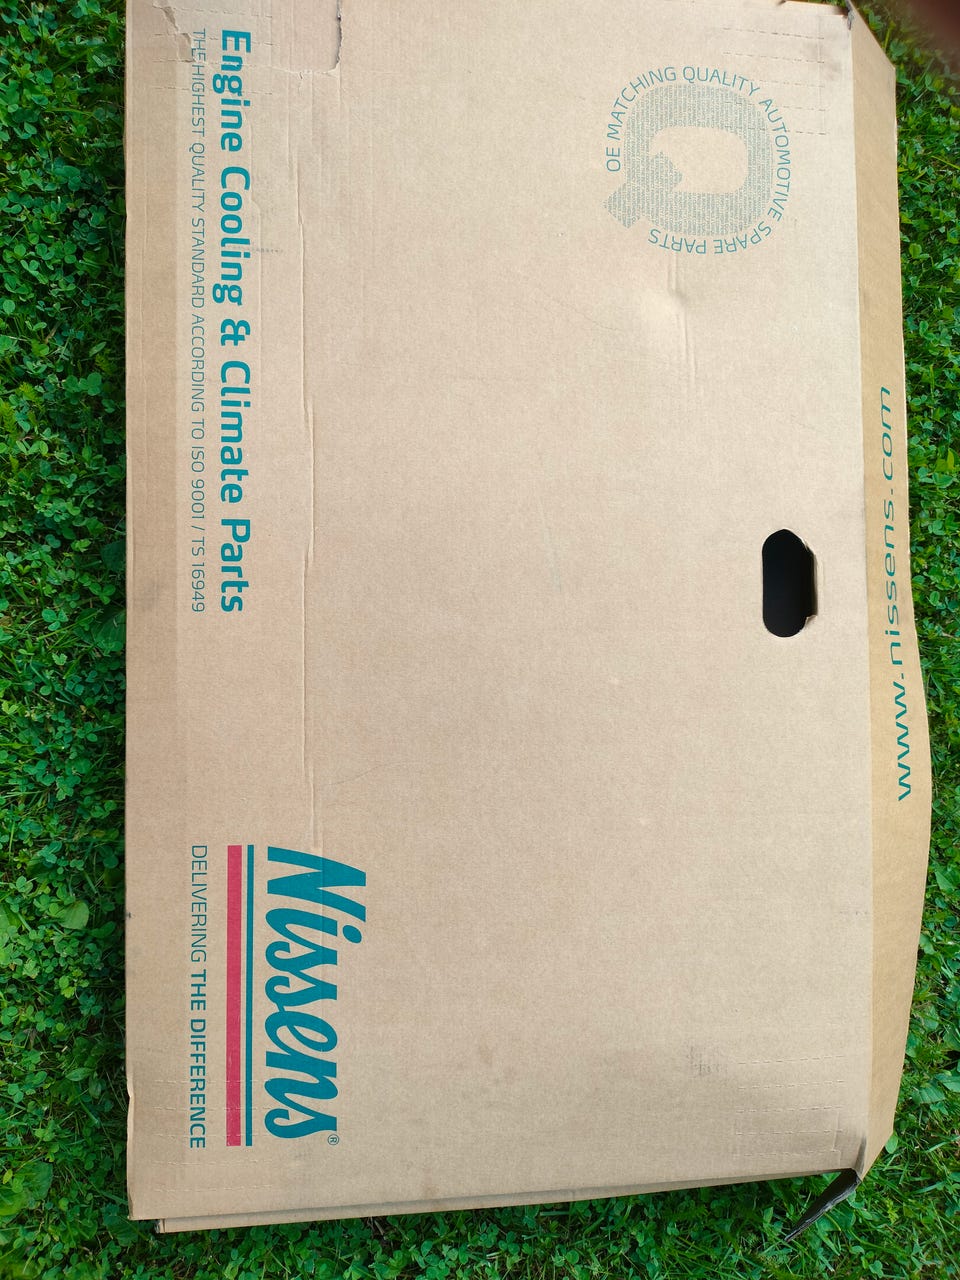 OE MATCHING QUALITY AUTOMOTIVE SPARE PARTS
Engine Cooling & Climate Parts
THE HIGHEST QUALITY STANDARD ACCORDING TO ISO 9001 / TS 16949
Nissens®
DELIVERING THE DIFFERENCE
www.nissens.com